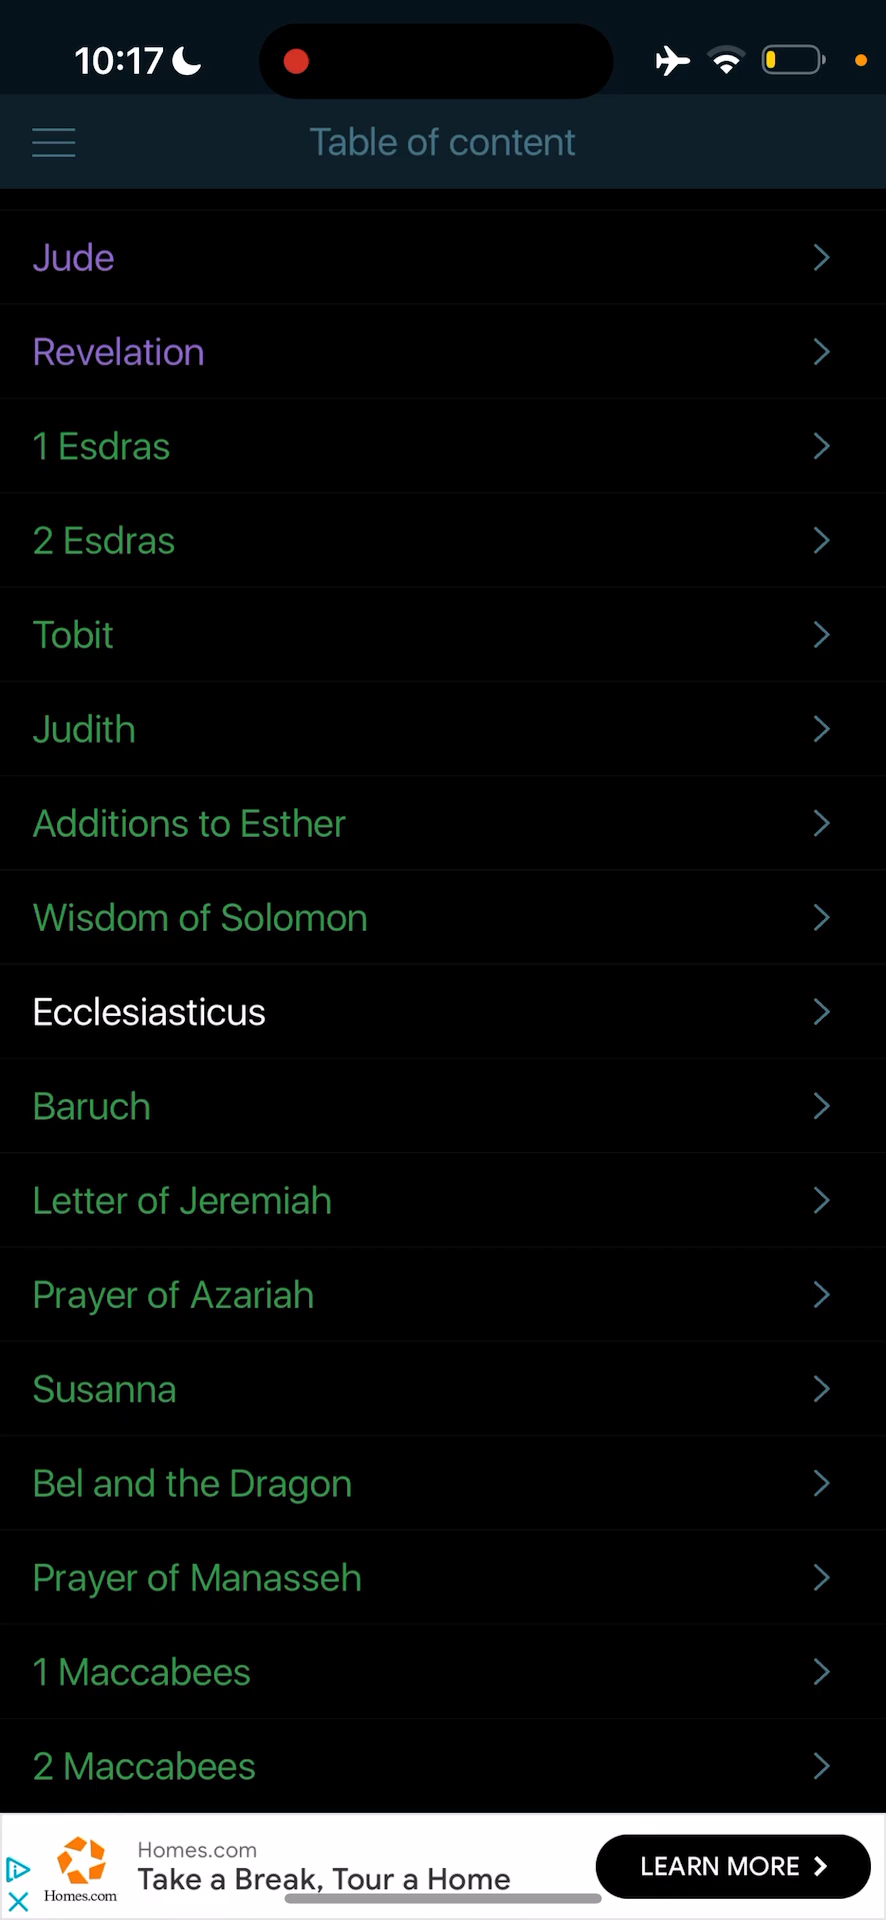 10:17
Table of content
Jude
Revelation
1 Esdras
2 Esdras
Tobit
Judith
Additions to Esther
Wisdom of Solomon
Ecclesiasticus
Baruch
Letter of Jeremiah
Prayer of Azariah
Susanna
Bel and the Dragon
Prayer of Manasseh
1 Maccabees
2 Maccabees
Homes.com
Take a Break, Tour a Home
Homes.com
LEARN MORE